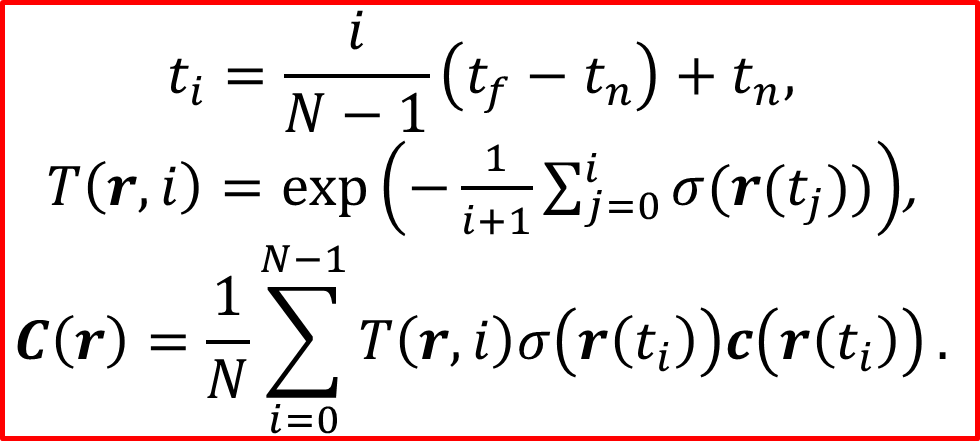 t_i = \frac{i}{N-1}(t_f - t_n) + t_n,
T(\boldsymbol{r}, i) = \exp\left(-\frac{1}{i+1}\sum_{j=0}^{i} \sigma(\boldsymbol{r}(t_j))\right),
\boldsymbol{C}(\boldsymbol{r}) = \frac{1}{N}\sum_{i=0}^{N-1} T(\boldsymbol{r}, i)\sigma(\boldsymbol{r}(t_i))\boldsymbol{c}(\boldsymbol{r}(t_i)).